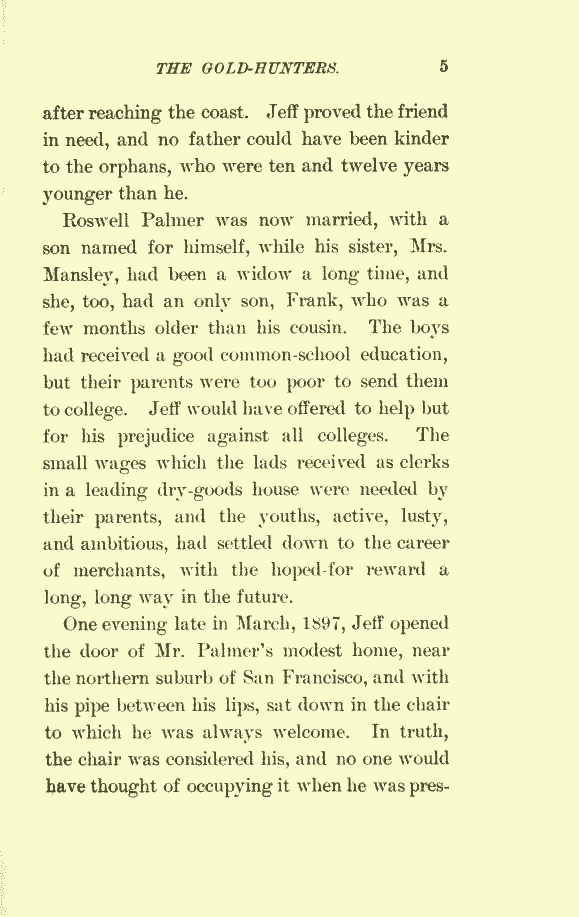 THE GOLD-HUNTERS. 5
after reaching the coast. Jeff proved the friend
in need, and no father could have been kinder
to the orphans, who were ten and twelve years
younger than he.
Roswell Palmer was now married, with a
son named for himself, while his sister, Mrs.
Mansley, had been a widow a long time, and
she, too, had an only son, Frank, who was a
few months older than his cousin. The boys
had received a good common-school education,
but their parents were too poor to send them
to college. Jeff would have offered to help but
for his prejudice against all colleges. The
small wages which the lads received as clerks
in a leading dry-goods house were needed by
their parents, and the youths, active, lusty,
and ambitious, had settled down to the career
of merchants, with the hoped-for reward a
long, long way in the future.
One evening late in March, 1897, Jeff opened
the door of Mr. Palmer's modest home, near
the northern suburb of San Francisco, and with
his pipe between his lips, sat down in the chair
to which he was always welcome. In truth,
the chair was considered his, and no one would
have thought of occupying it when he was pres-